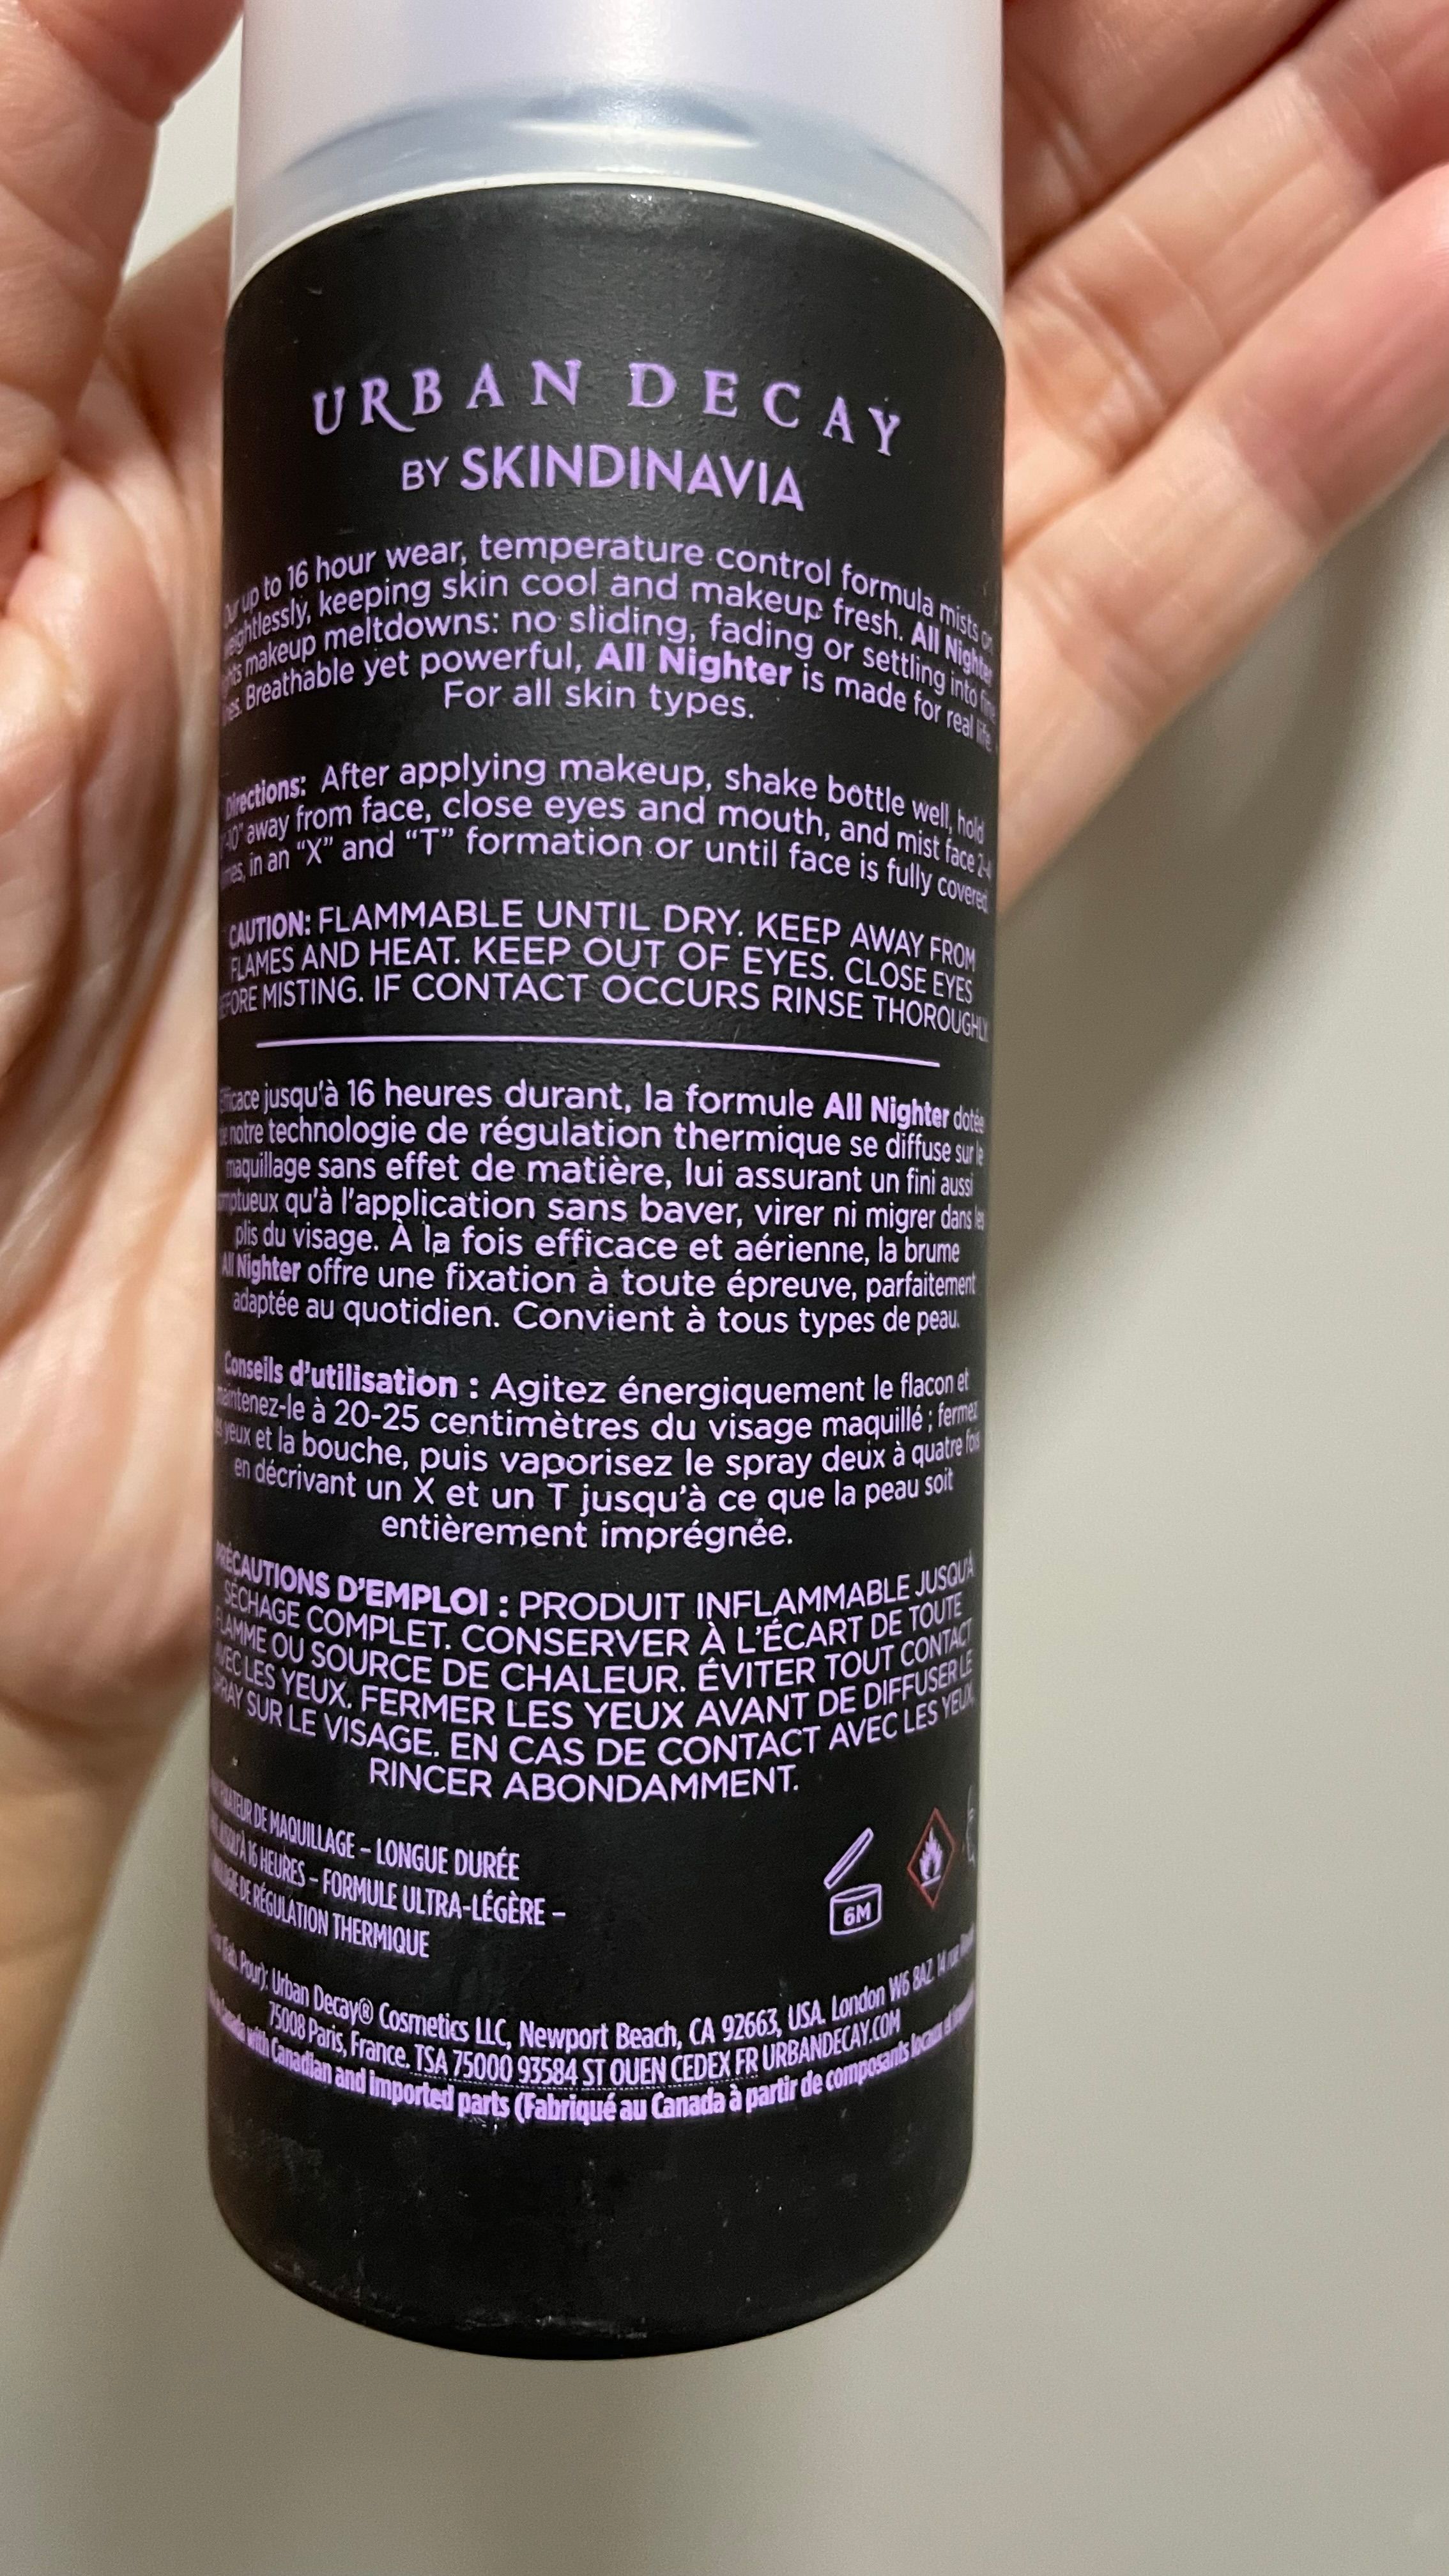 URBAN DECAY
BY SKINDINAVIA
Our up to 16 hour wear, temperature control formula mists on
weightlessly, keeping skin cool and makeup fresh. All Nighter
makeup meltdowns: no sliding, fading or settling into fine
Breathable yet powerful, All Nighter is made for real life.
For all skin types.
Directions: After applying makeup, shake bottle well, hold
away from face, close eyes and mouth, and mist face 2-4
in an “X” and “T” formation or until face is fully covered.
CAUTION: FLAMMABLE UNTIL DRY. KEEP AWAY FROM
FLAMES AND HEAT. KEEP OUT OF EYES. CLOSE EYES
BEFORE MISTING. IF CONTACT OCCURS RINSE THOROUGHLY.
Efficace jusqu'à 16 heures durant, la formule All Nighter dotée
de notre technologie de régulation thermique se diffuse sur le
maquillage sans effet de matière, lui assurant un fini aussi
qu'à l'application sans baver, virer ni migrer dans les
plis du visage. À la fois efficace et aérienne, la brume
All Nighter offre une fixation à toute épreuve, parfaitement
adaptée au quotidien. Convient à tous types de peau.
Conseils d'utilisation : Agitez énergiquement le flacon et
maintenez-le à 20-25 centimètres du visage maquillé ; fermez
les yeux et la bouche, puis vaporisez le spray deux à quatre fois
en décrivant un X et un T jusqu'à ce que la peau soit
entièrement imprégnée.
PRÉCAUTIONS D'EMPLOI : PRODUIT INFLAMMABLE JUSQU'À
SÉCHAGE COMPLET. CONSERVER À L'ÉCART DE TOUTE
FLAMME OU SOURCE DE CHALEUR. ÉVITER TOUT CONTACT
AVEC LES YEUX. FERMER LES YEUX AVANT DE DIFFUSER LE
SPRAY SUR LE VISAGE. EN CAS DE CONTACT AVEC LES YEUX,
RINCER ABONDAMMENT.
DE MAQUILLAGE – LONGUE DURÉE
JUSQU'À 16 HEURES – FORMULE ULTRA-LÉGÈRE –
DE RÉGULATION THERMIQUE
6M
(Fab. Pour): Urban Decay® Cosmetics LLC, Newport Beach, CA 92663, USA. London W6 8AZ. 14 rue
75008 Paris, France. TSA 75000 93584 ST OUEN CEDEX FR URBANDECAY.COM
Canada with Canadian and imported parts (Fabriqué au Canada à partir de composants locaux et